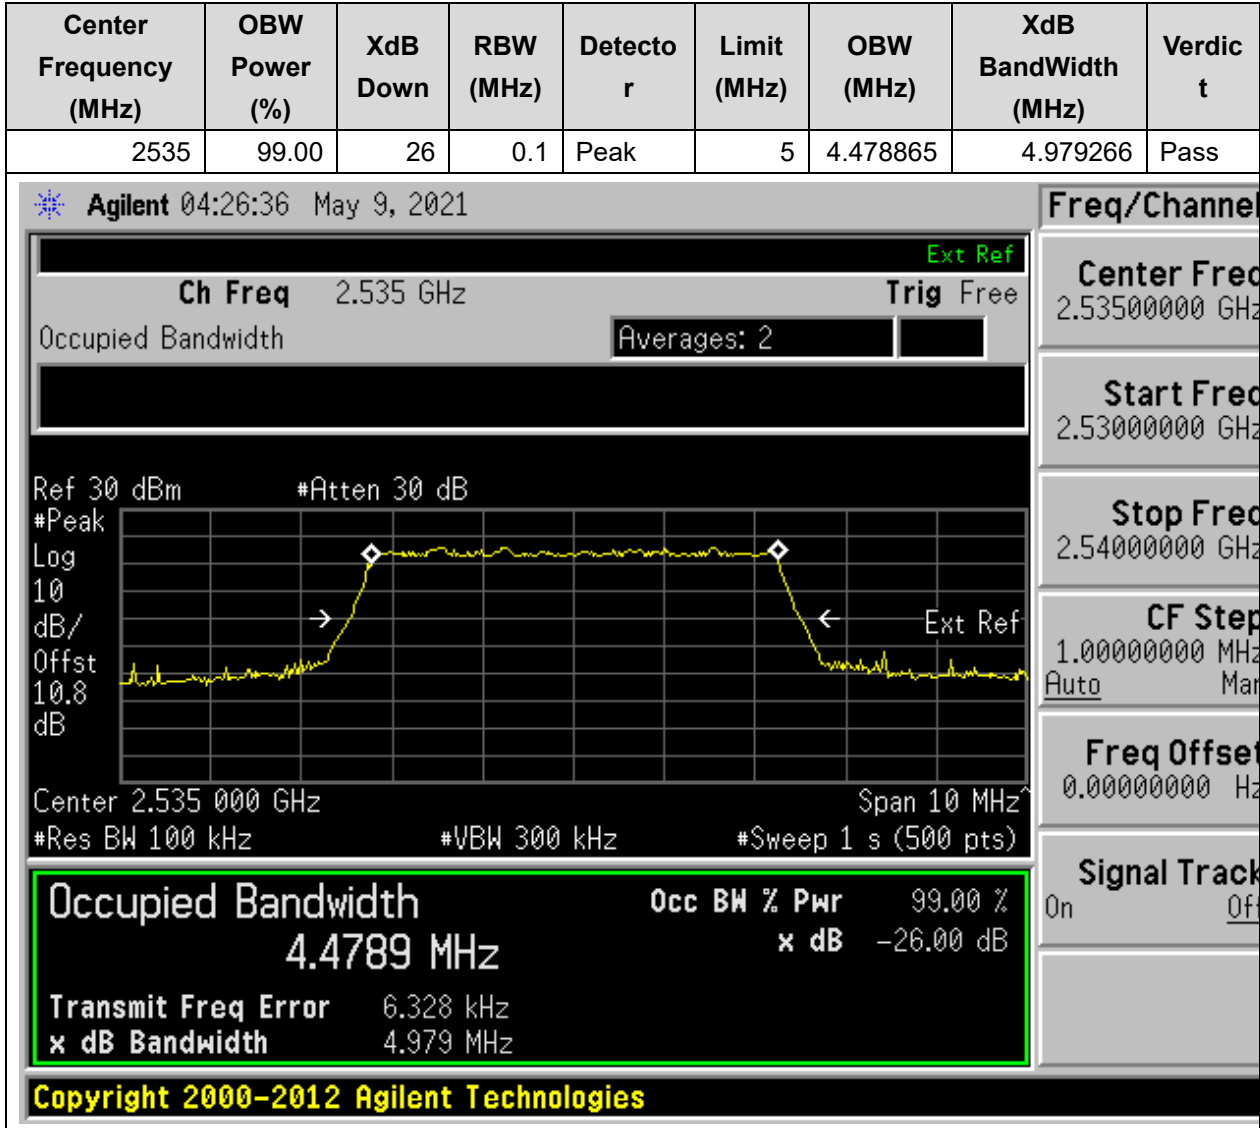 Center Frequency (MHz) OBW Power (%) XdB Down RBW (MHz) Detector Limit (MHz) OBW (MHz) XdB BandWidth (MHz) Verdict
2535 99.00 26 0.1 Peak 5 4.478865 4.979266 Pass
Agilent 04:26:36 May 9, 2021
Ext Ref
Ch Freq 2.535 GHz Trig Free
Occupied Bandwidth Averages: 2
Ref 30 dBm #Atten 30 dB
#Peak
Log
10
dB/
Offst
10.8
dB
Ext Ref
Center 2.535 000 GHz Span 10 MHz^
#Res BW 100 kHz #VBW 300 kHz #Sweep 1 s (500 pts)
Occupied Bandwidth
4.4789 MHz
Occ BW % Pwr 99.00 %
x dB -26.00 dB
Transmit Freq Error 6.328 kHz
x dB Bandwidth 4.979 MHz
Copyright 2000-2012 Agilent Technologies
Freq/Channel
Center Freq
2.53500000 GHz
Start Freq
2.53000000 GHz
Stop Freq
2.54000000 GHz
CF Step
1.00000000 MHz
Auto Man
Freq Offset
0.00000000 Hz
Signal Track
On Off